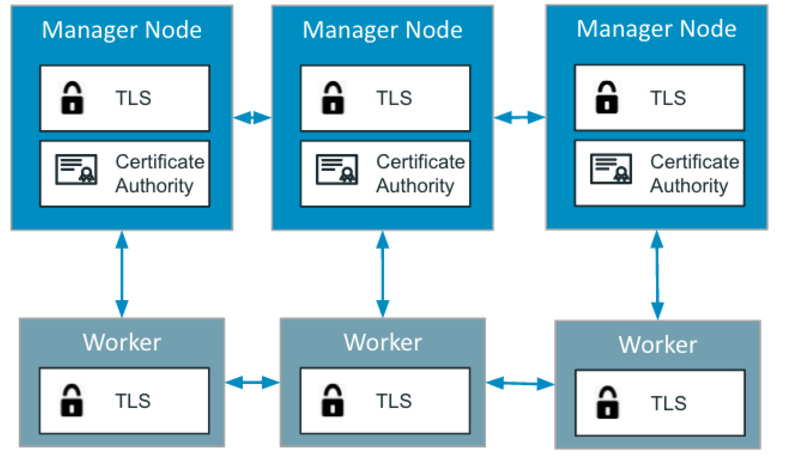 Manager Node
Manager Node
Manager Node
TLS
TLS
TLS
Certificate
Authority
Certificate
Authority
Certificate
Authority
Worker
Worker
Worker
TLS
TLS
TLS